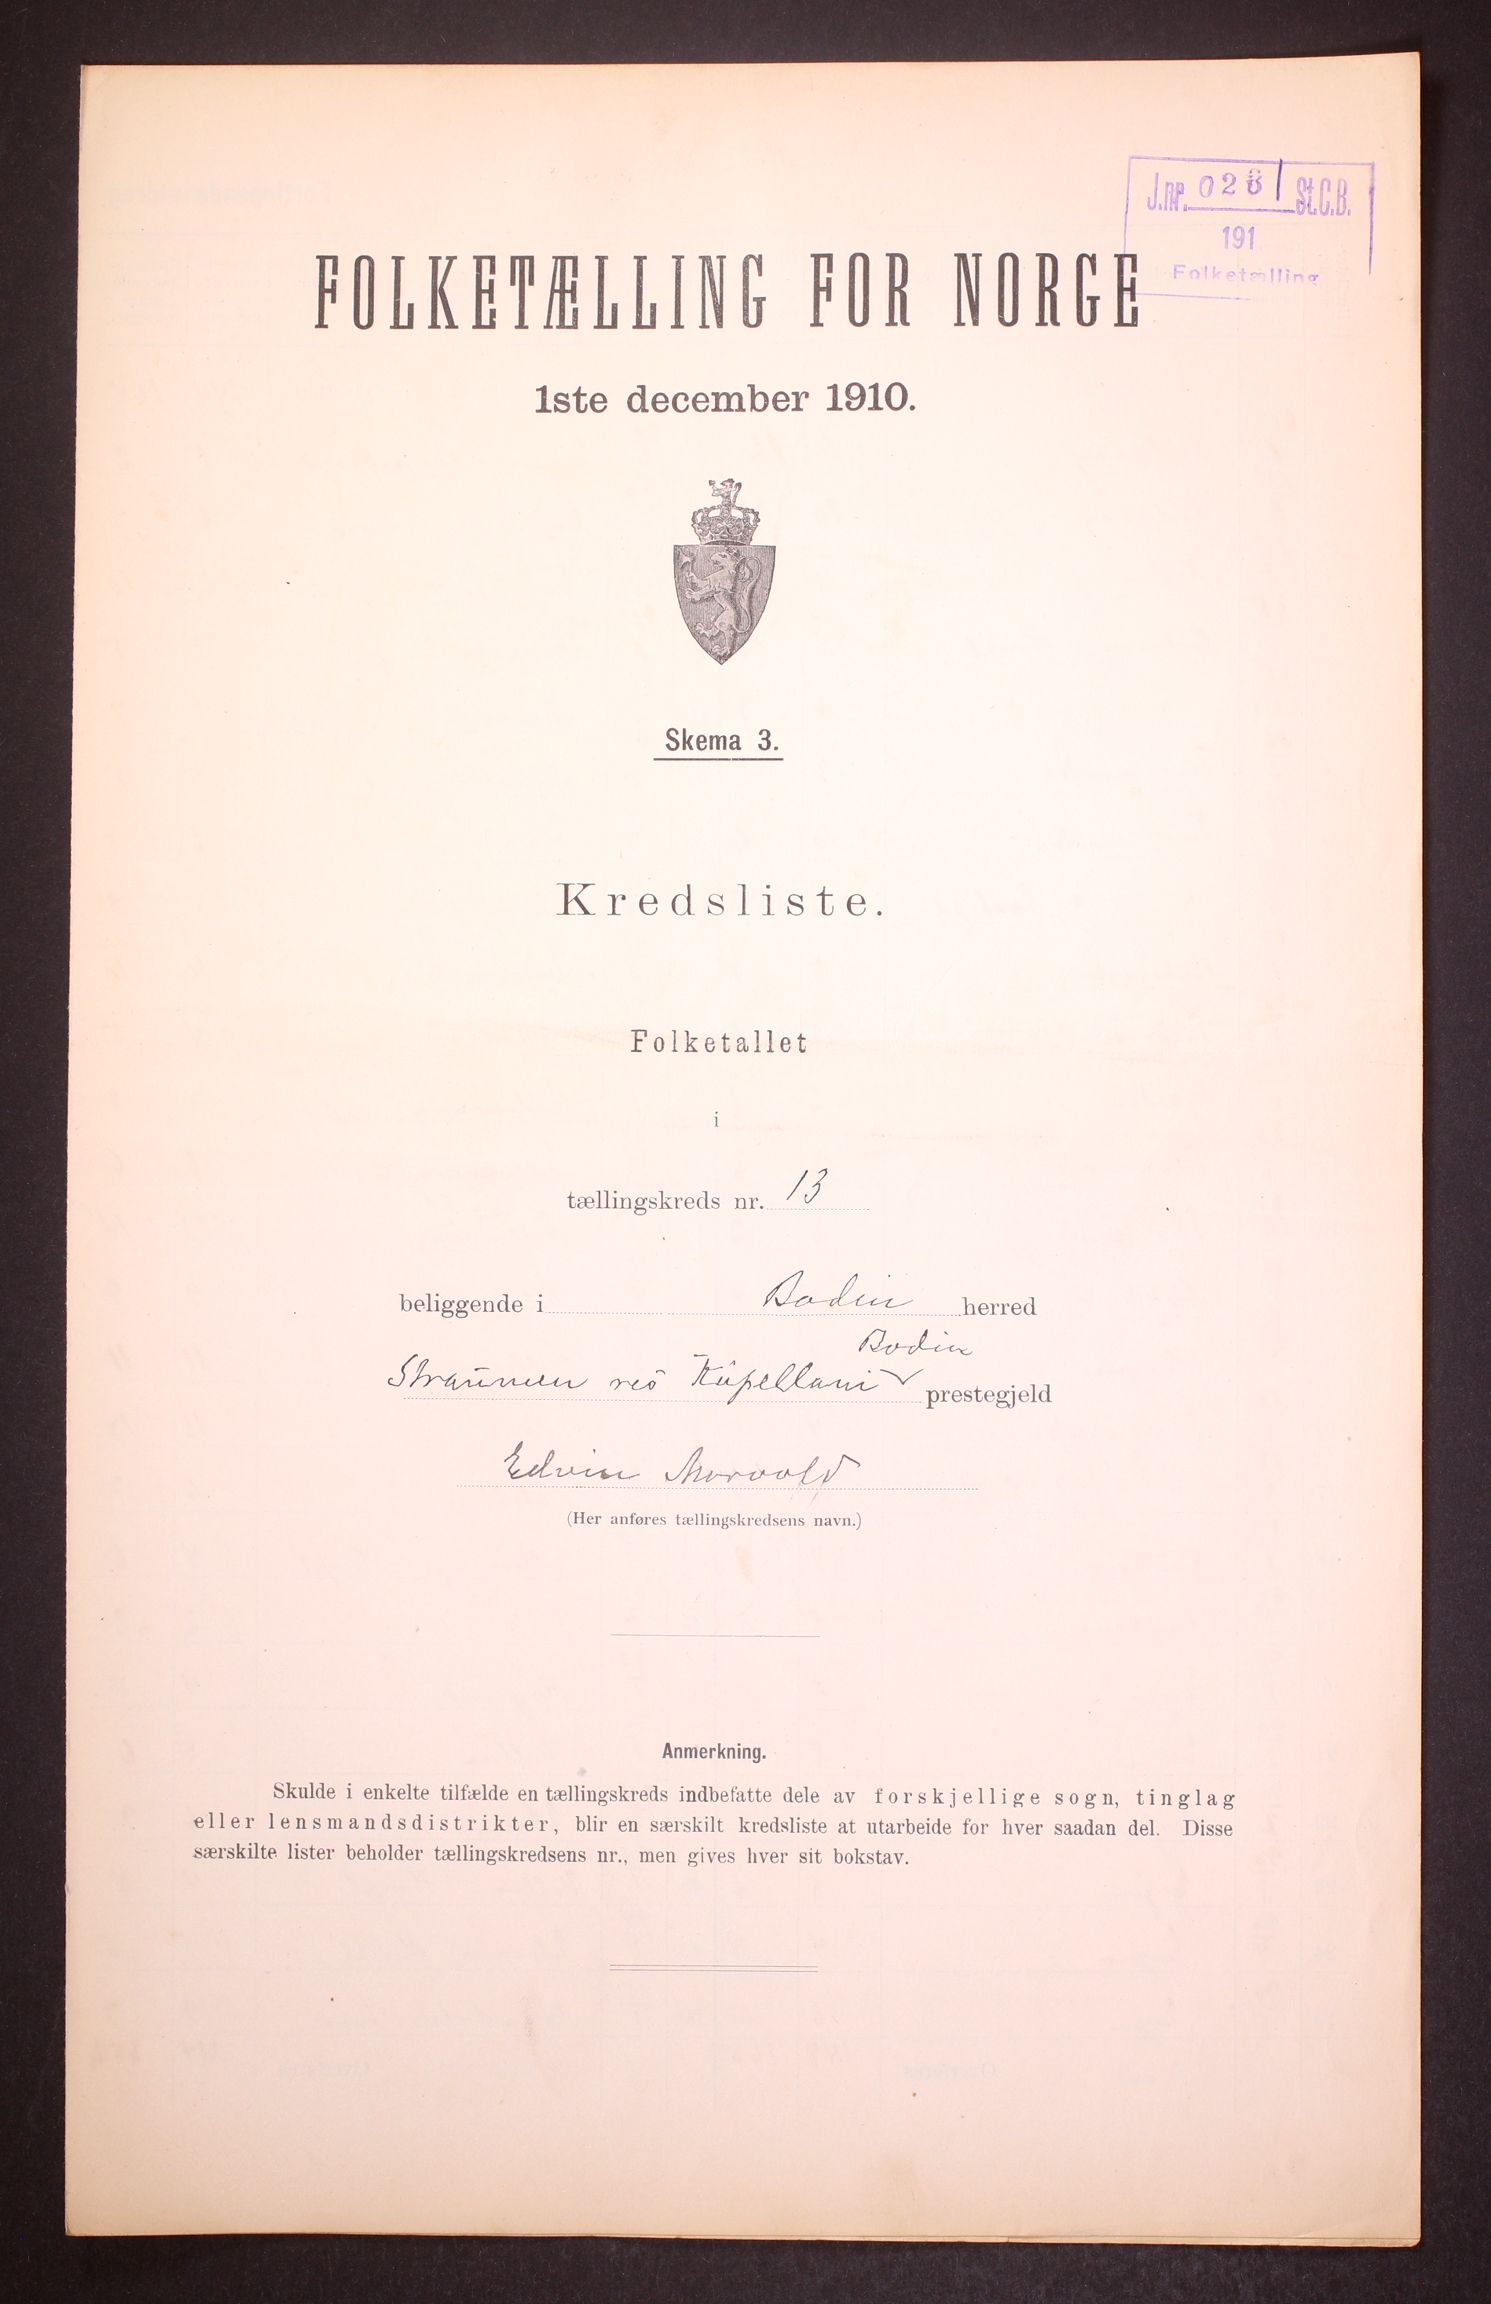 J.nr. 028 St.C.B.
191
Folketælling
FOLKETÆLLING FOR NORGE
1ste december 1910.
Skema 3.
Kredsliste.
Folketallet
i
tællingskreds nr. 13
beliggende i Bodin herred
Bodin
Straumen res Kapellani prestegjeld
Edvin
(Her anføres tællingskredsens navn.)
Anmerkning.
Skulde i enkelte tilfælde en tællingskreds indbefatte dele av forskjellige sogn, tinglag
eller lensmandsdistrikter, blir en særskilt kredsliste at utarbeide for hver saadan del. Disse
særskilte lister beholder tællingskredsens nr., men gives hver sit bokstav.